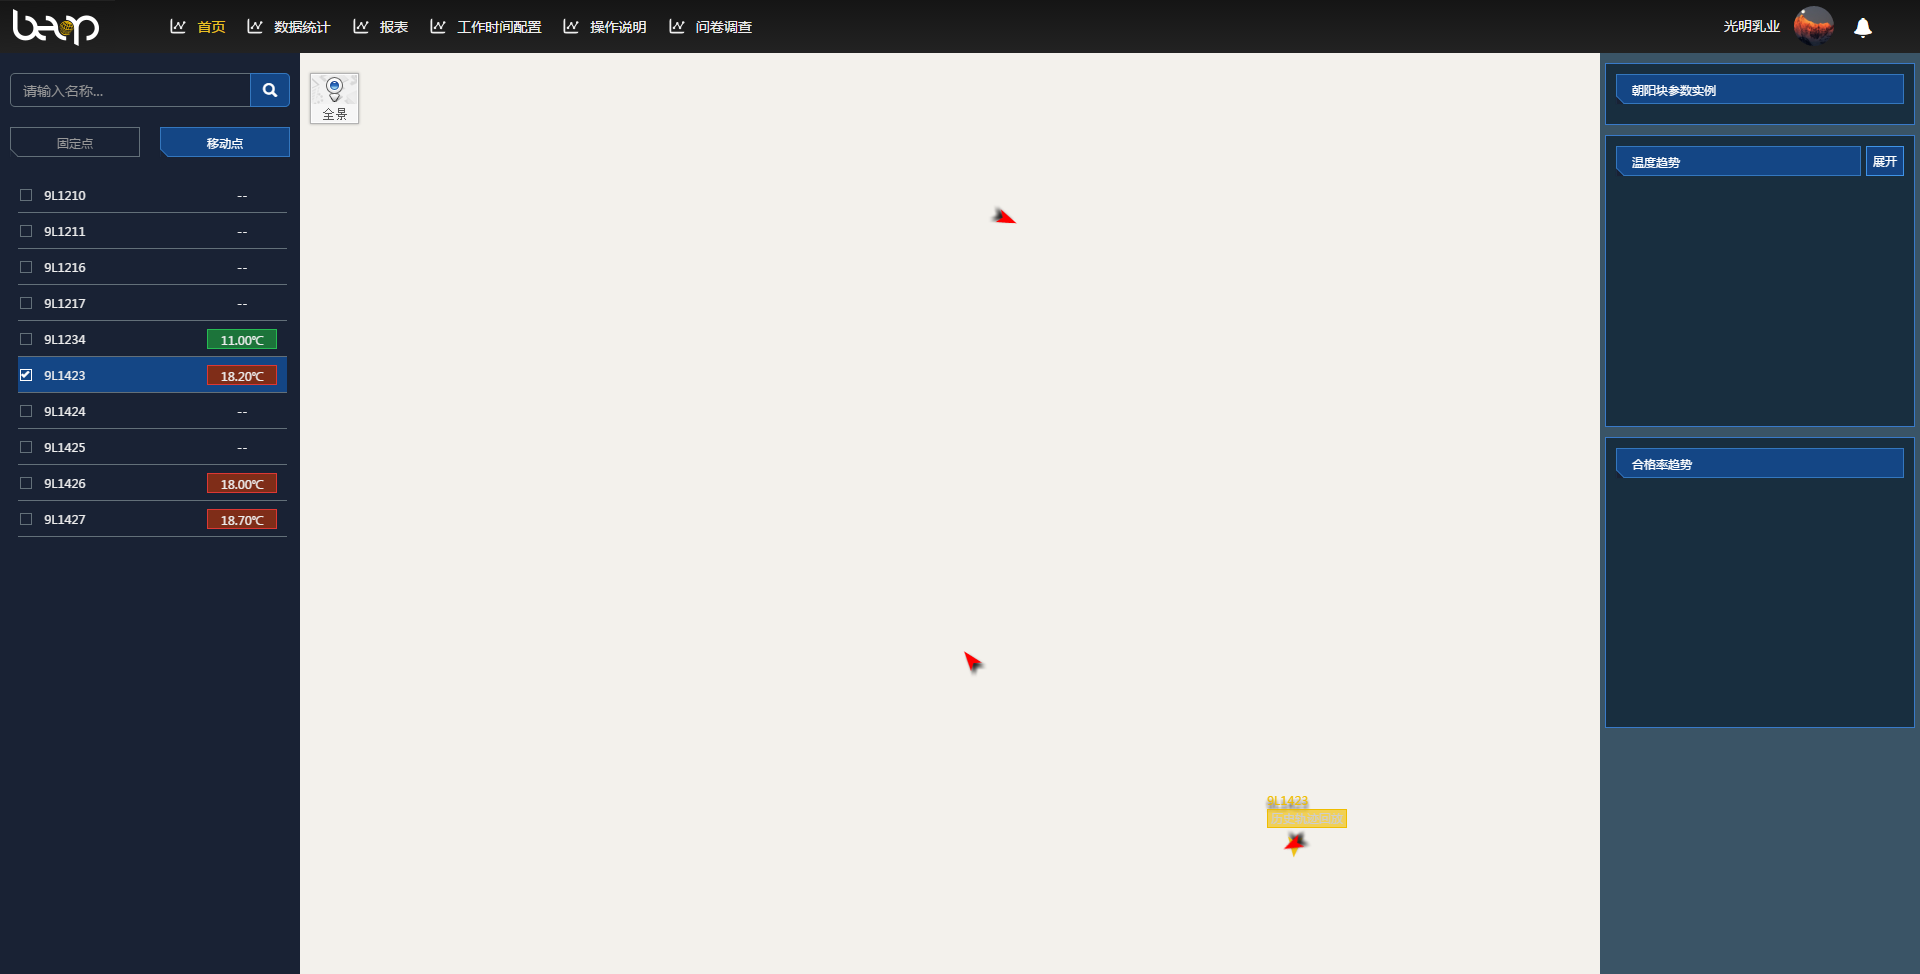 beop 首页 数据统计 报表 工作时间配置 操作说明 问卷调查 光明乳业
请输入名称...
固定点 移动点
9L1210 --
9L1211 --
9L1216 --
9L1217 --
9L1234 11.00℃
9L1423 18.20℃
9L1424 --
9L1425 --
9L1426 18.00℃
9L1427 18.70℃
全景
9L1423
朝阳块参数实例
温度趋势 展开
合格率趋势